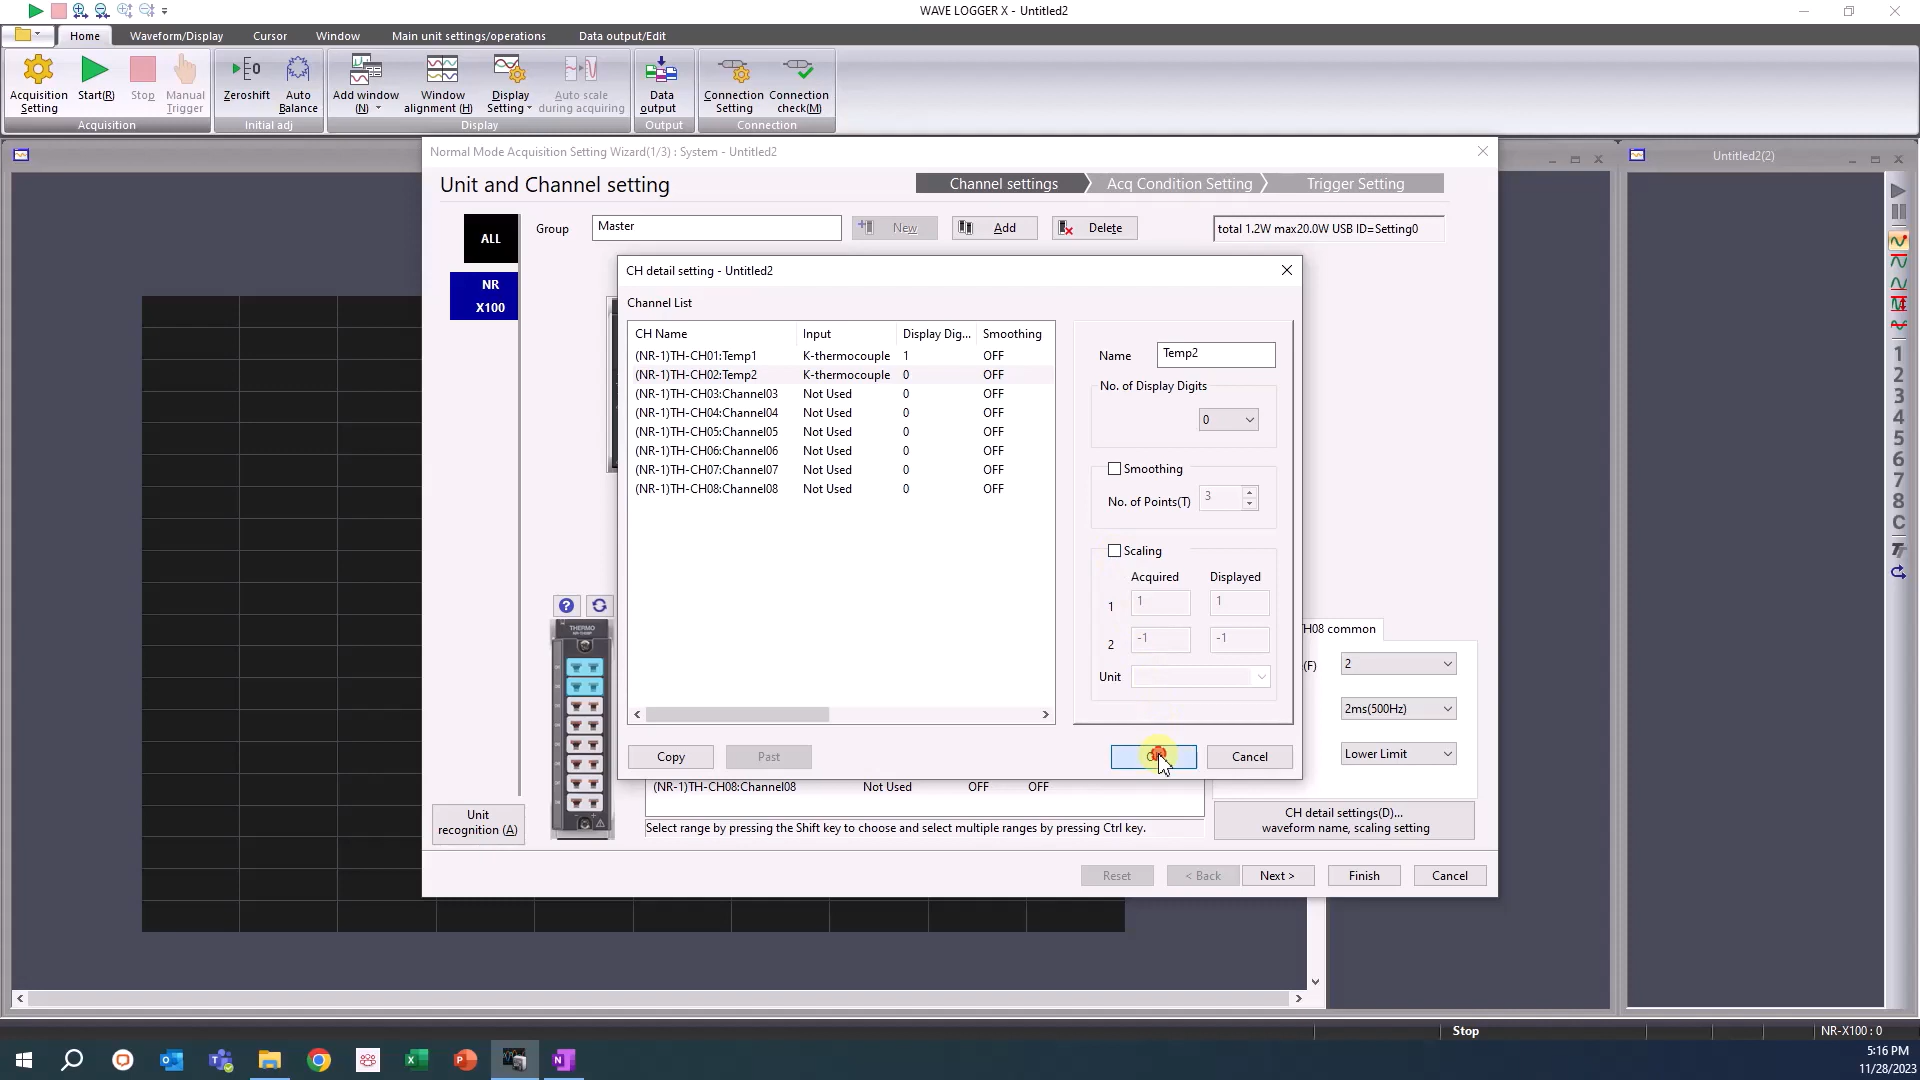 WAVE LOGGER X - Untitled2
Home
Waveform/Display
Cursor
Window
Main unit settings/operations
Data output/Edit
Acquisition Setting
Start(R)
Stop
Manual Trigger
Zeroshift
Auto Balance
Add window (N)
Window alignment (H)
Display Setting
Auto scale during acquiring
Data output
Connection Setting
Connection check(M)
Acquisition
Initial adj
Display
Output
Connection
Untitled2(2)
Normal Mode Acquisition Setting Wizard(1/3) : System - Untitled2
Unit and Channel setting
Channel settings
Acq Condition Setting
Trigger Setting
ALL
NR
X100
Group
Master
New
Add
Delete
total 1.2W max20.0W USB ID=Setting0
CH detail setting - Untitled2
Channel List
CH Name Input Display Dig... Smoothing
(NR-1)TH-CH01:Temp1 K-thermocouple 1 OFF
(NR-1)TH-CH02:Temp2 K-thermocouple 0 OFF
(NR-1)TH-CH03:Channel03 Not Used 0 OFF
(NR-1)TH-CH04:Channel04 Not Used 0 OFF
(NR-1)TH-CH05:Channel05 Not Used 0 OFF
(NR-1)TH-CH06:Channel06 Not Used 0 OFF
(NR-1)TH-CH07:Channel07 Not Used 0 OFF
(NR-1)TH-CH08:Channel08 Not Used 0 OFF
Name Temp2
No. of Display Digits
0
Smoothing
No. of Points(T) 3
Scaling
Acquired Displayed
1 1 1
2 -1 -1
Unit
Copy
Past
Cancel
THERMO
(NR-1)TH-CH08:Channel08 Not Used OFF OFF
Select range by pressing the Shift key to choose and select multiple ranges by pressing Ctrl key.
H08 common
(F) 2
2ms(500Hz)
Lower Limit
CH detail settings(D)...
waveform name, scaling setting
Unit
recognition (A)
Reset
< Back
Next >
Finish
Cancel
1
2
3
4
5
6
7
8
C
Stop
NR-X100 : 0
5:16 PM
11/28/2023